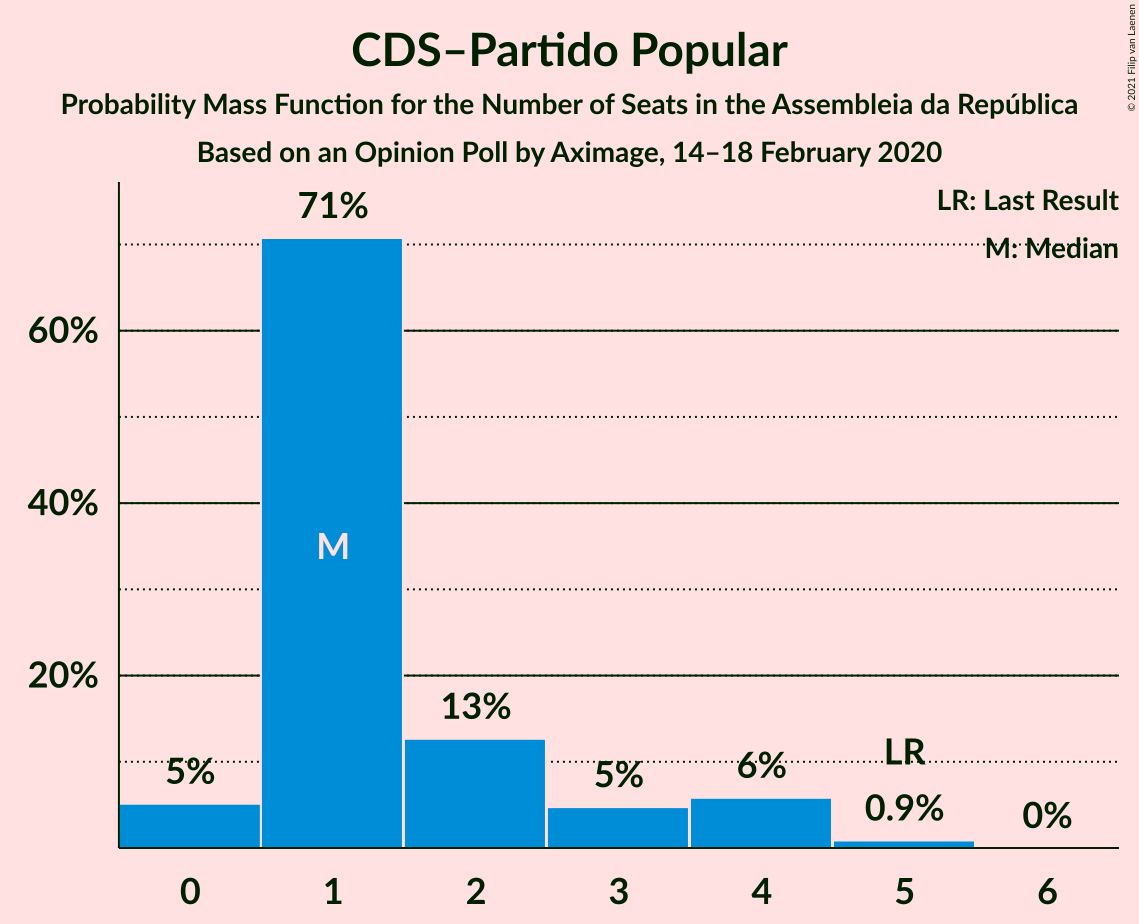 CDS–Partido Popular
Probability Mass Function for the Number of Seats in the Assembleia da República
Based on an Opinion Poll by Aximage, 14–18 February 2020
© 2021 Filip van Laenen
LR: Last Result
M: Median
71%
60%
40%
M
20%
13%
5%
5%
6%
LR
0.9%
0%
0 1 2 3 4 5 6